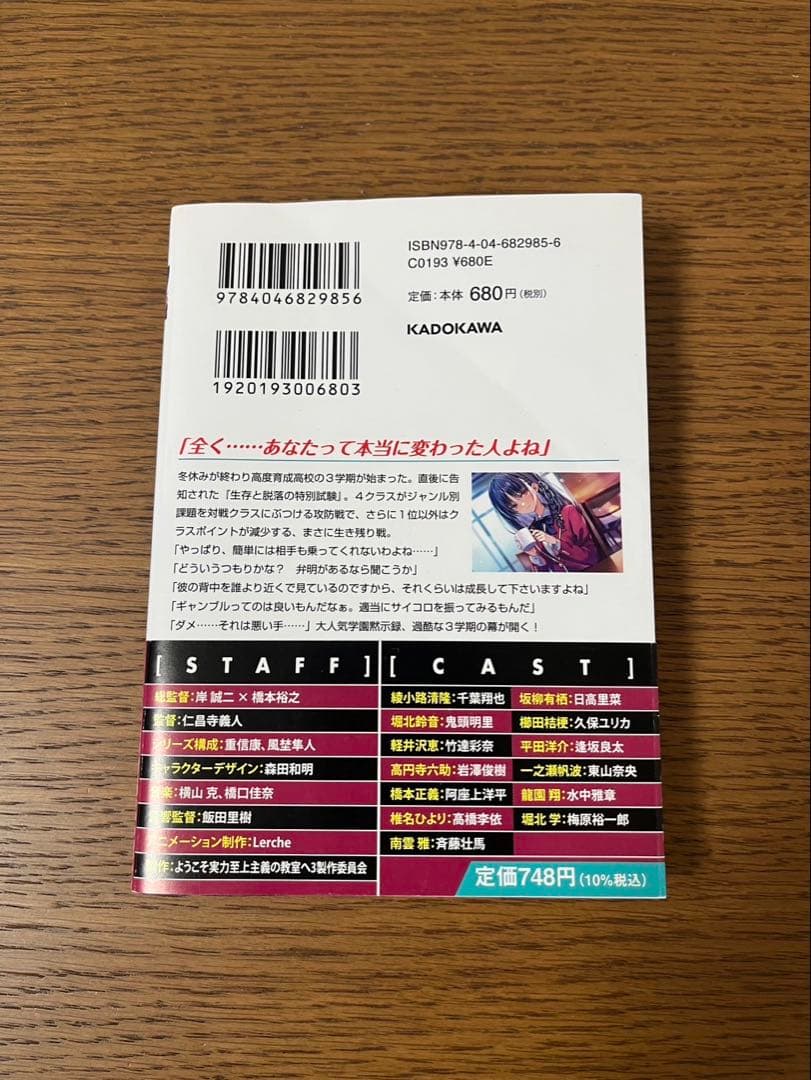 ISBN978-4-04-682985-6
C0193 ¥680E
定価：本体 680円（税別）
KADOKAWA
9784046829856
1920193006803
「全く……あなたって本当に変わった人よね」
冬休みが終わり高度育成高校の３学期が始まった。直後に告
知された「生存と脱落の特別試験」。４クラスがジャンル別
課題を対戦クラスにぶつける攻防戦で、さらに１位以外はク
ラスポイントが減少する、まさに生き残り戦。
「やっぱり、簡単には相手も乗ってくれないわよね……」
「どういうつもりかな？　弁明があるなら聞こうか」
「彼の背中を誰より近くで見ているのですから、それくらいは成長して下さいますよね」
「ギャンブルってのは良いもんだなぁ。適当にサイコロを振ってみるもんだ」
「ダメ……それは悪い手……」大人気学園黙示録、過酷な３学期の幕が開く！
[ STAFF ]
総監督：岸 誠二 × 橋本裕之
監督：仁昌寺義人
シリーズ構成：重信康、風埜隼人
キャラクターデザイン：森田和明
音楽：横山 克、橋口佳奈
音響監督：飯田里樹
アニメーション制作：Lerche
製作：ようこそ実力至上主義の教室へ3製作委員会
[ CAST ]
綾小路清隆：千葉翔也　坂柳有栖：日高里菜
堀北鈴音：鬼頭明里　櫛田桔梗：久保ユリカ
軽井沢恵：竹達彩奈　平田洋介：逢坂良太
高円寺六助：岩澤俊樹　一之瀬帆波：東山奈央
橋本正義：阿座上洋平　龍園 翔：水中雅章
椎名ひより：高橋李依　堀北 学：梅原裕一郎
南雲 雅：斉藤壮馬
定価748円（10%税込）